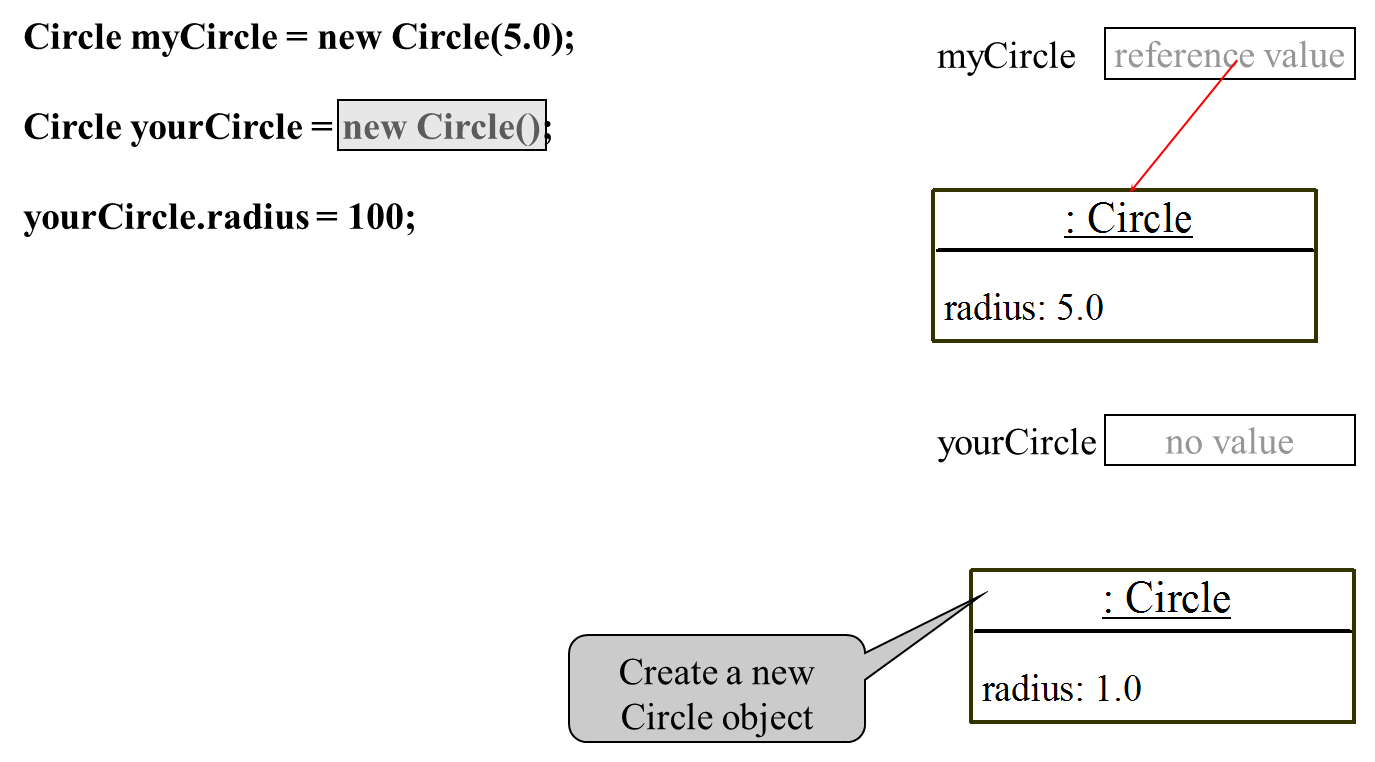 Circle myCircle = new Circle(5.0);
Circle yourCircle = new Circle();
yourCircle.radius = 100;
myCircle reference value
: Circle
radius: 5.0
yourCircle no value
: Circle
radius: 1.0
Create a new
Circle object